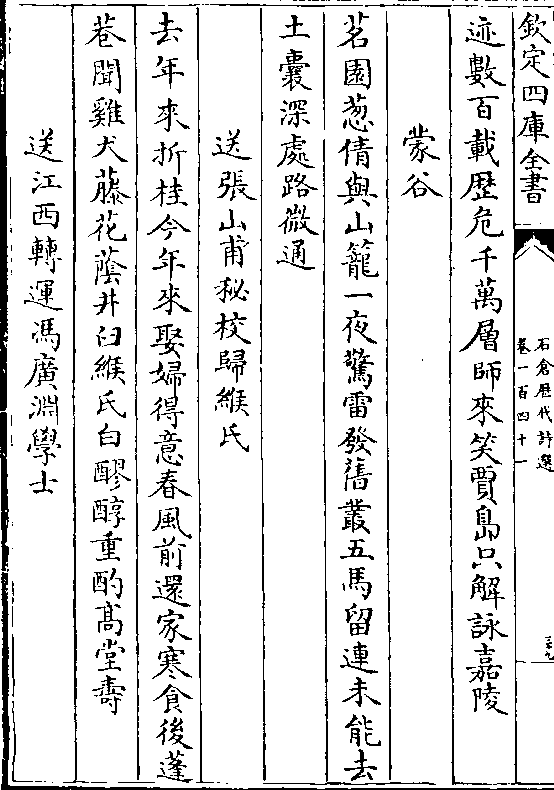 欽定四庫全書
石倉歴代詩選
卷一百四十一
迹數百載歴危千萬層師來笑賈島只解詠嘉陵
蒙谷
茗園葱倩與山籠一夜驚雷發舊叢五馬留連未能去
土囊深處路微通
送張山甫秘校歸緱氏
去年來折桂今年來娶婦得意春風前還家寒食後蓬
巷聞雞犬藤花蔭井臼緱氏白醪醇重酌髙堂壽
送江西轉運馮廣淵學士